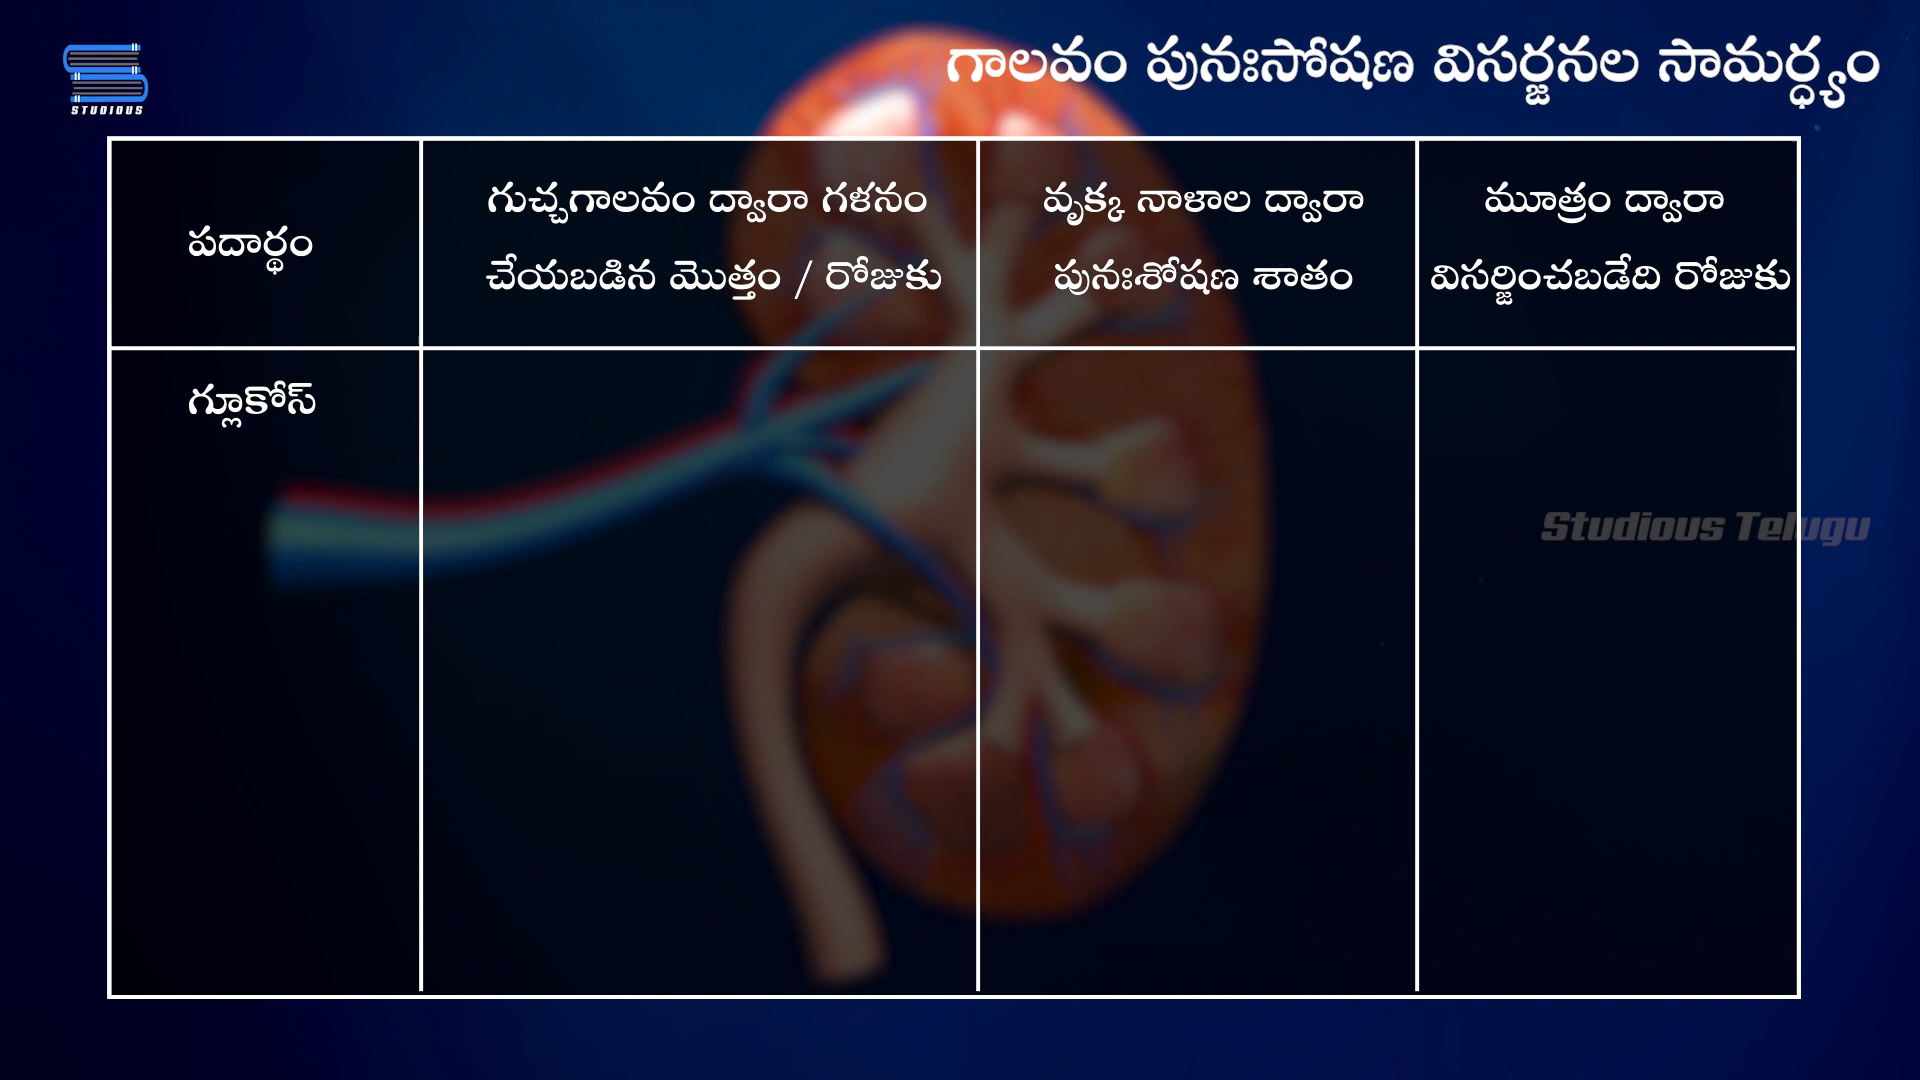 STUDIOUS
గాలవం పునఃసోషణ విసర్జనల సామర్థ్యం
పదార్థం
గుచ్ఛగాలవం ద్వారా గళనం
చేయబడిన మొత్తం / రోజుకు
వృక్క నాళాల ద్వారా
పునఃశోషణ శాతం
మూత్రం ద్వారా
విసర్జించబడేది రోజుకు
గ్లూకోస్
Studious Telugu